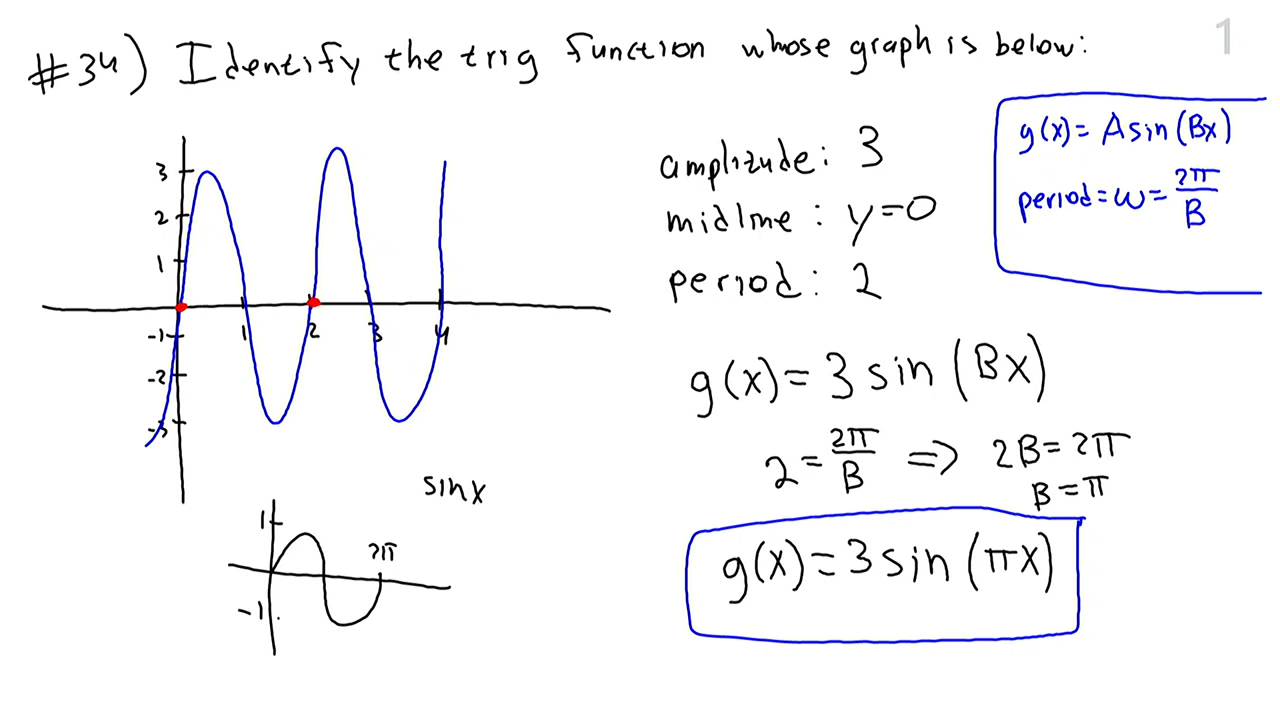 1
#34) Identify the trig function whose graph is below:
g(x) = A sin (Bx)
period = ω = 2π/B
amplitude: 3
midline: y=0
period: 2
3
2
1
-1
-2
-3
1 2 3 4
g(x) = 3 sin (Bx)
2 = 2π/B => 2B = 2π
B = π
g(x) = 3 sin (πx)
sinx
1
2π
-1